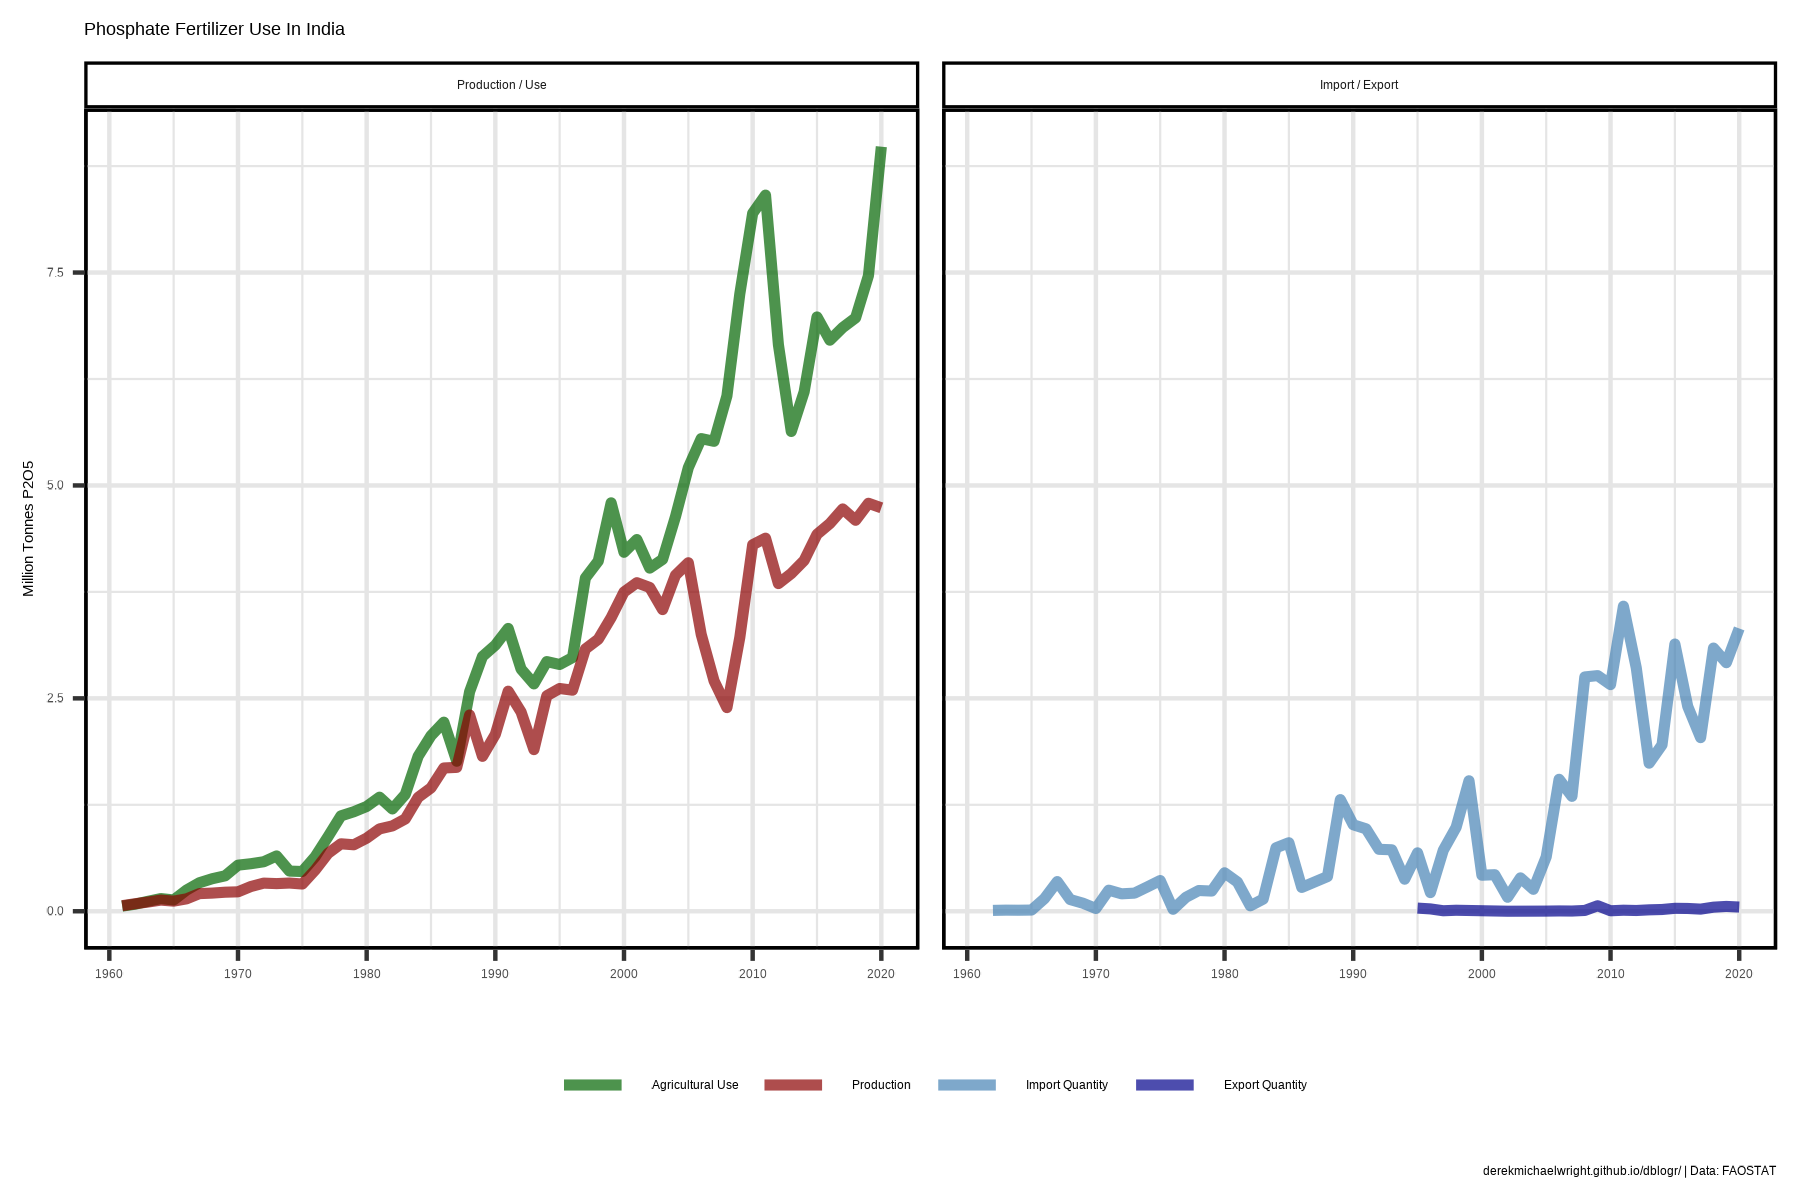 Phosphate Fertilizer Use In India
Production / Use
Import / Export
Million Tonnes P2O5
7.5
5.0
2.5
0.0
1960 1970 1980 1990 2000 2010 2020
1960 1970 1980 1990 2000 2010 2020
Agricultural Use Production Import Quantity Export Quantity
derekmichaelwright.github.io/dblogr/ | Data: FAOSTAT